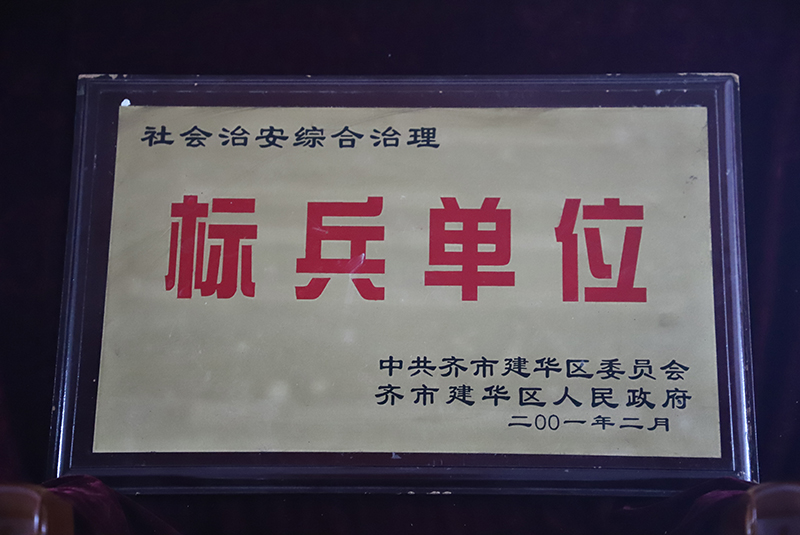 社会治安综合治理
标兵单位
中共齐市建华区委员会
齐市建华区人民政府
二00一年二月